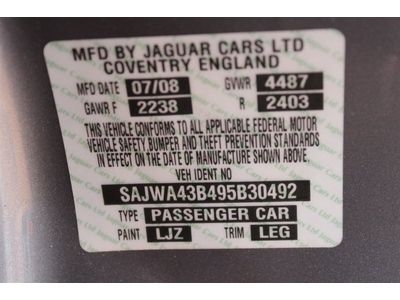 MFD BY JAGUAR CARS LTD
COVENTRY ENGLAND
MFD DATE 07/08 GVWR 4487
GAWR F 2238 R 2403
THIS VEHICLE CONFORMS TO ALL APPLICABLE FEDERAL MOTOR
VEHICLE SAFETY, BUMPER AND THEFT PREVENTION STANDARDS
IN EFFECT ON THE DATE OF MANUFACTURE SHOWN ABOVE.
VEH IDENT NO
SAJWA43B495B30492
TYPE PASSENGER CAR
PAINT LJZ TRIM LEG